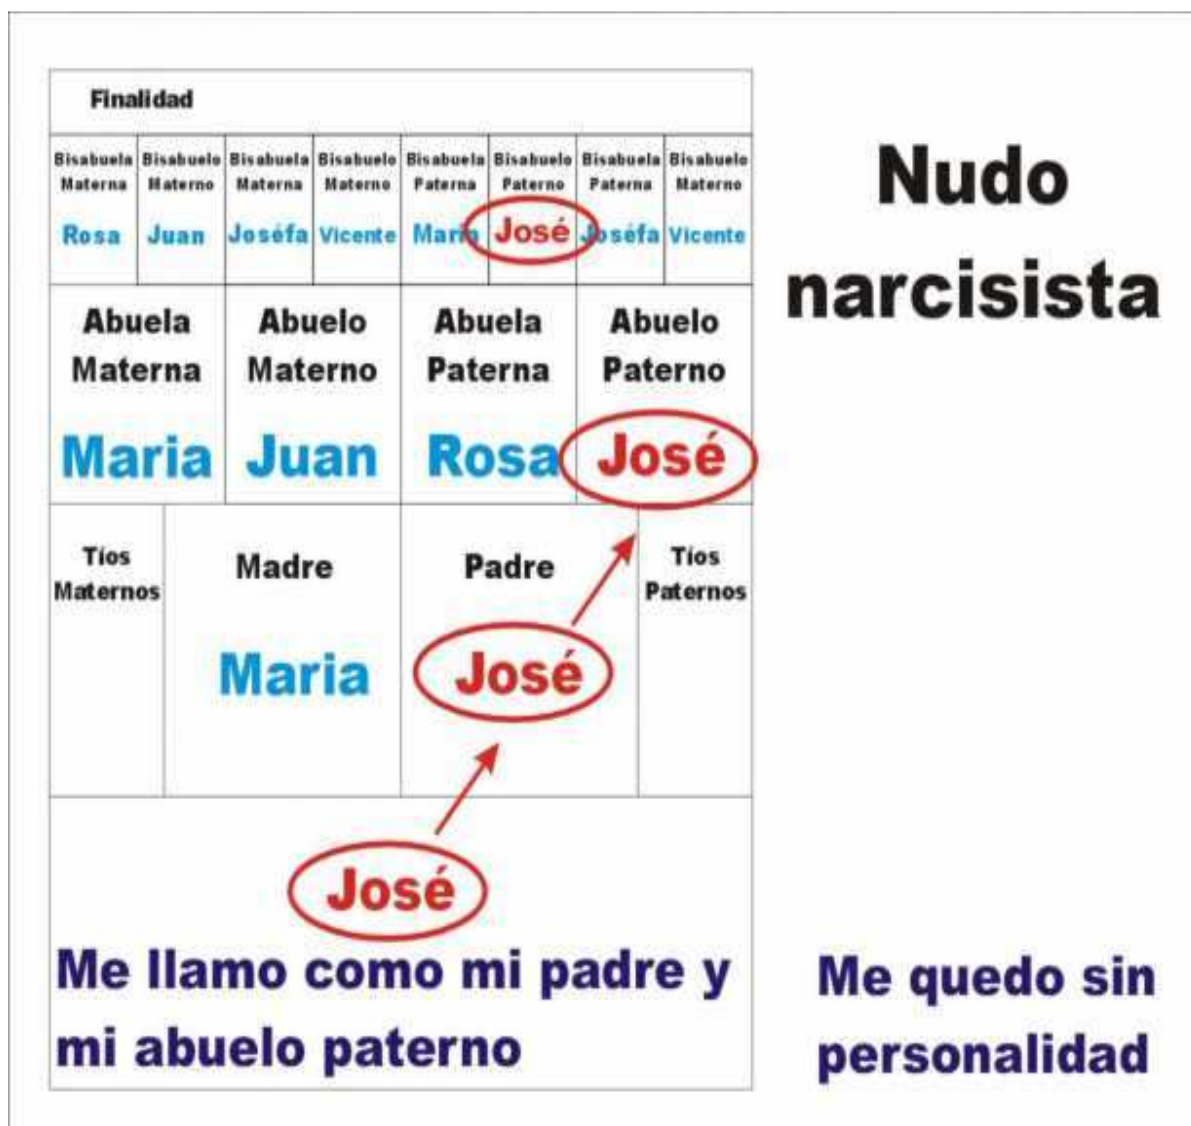 Finalidad
Nudo
narcisista
Bisabuela Bisabuelo Bisabuela Bisabuelo Bisabuela Bisabuelo Bisabuela Bisabuelo
Materna Materno Materna Materno Paterna Paterno Paterna Materno
Rosa Juan Joséfa Vicente Maria José Joséfa Vicente
Abuela Abuelo Abuela Abuelo
Materna Materno Paterna Paterno
Maria Juan Rosa José
Tíos Madre Padre Tíos
Maternos Paternos
Maria José
José
Me llamo como mi padre y
mi abuelo paterno
Me quedo sin
personalidad